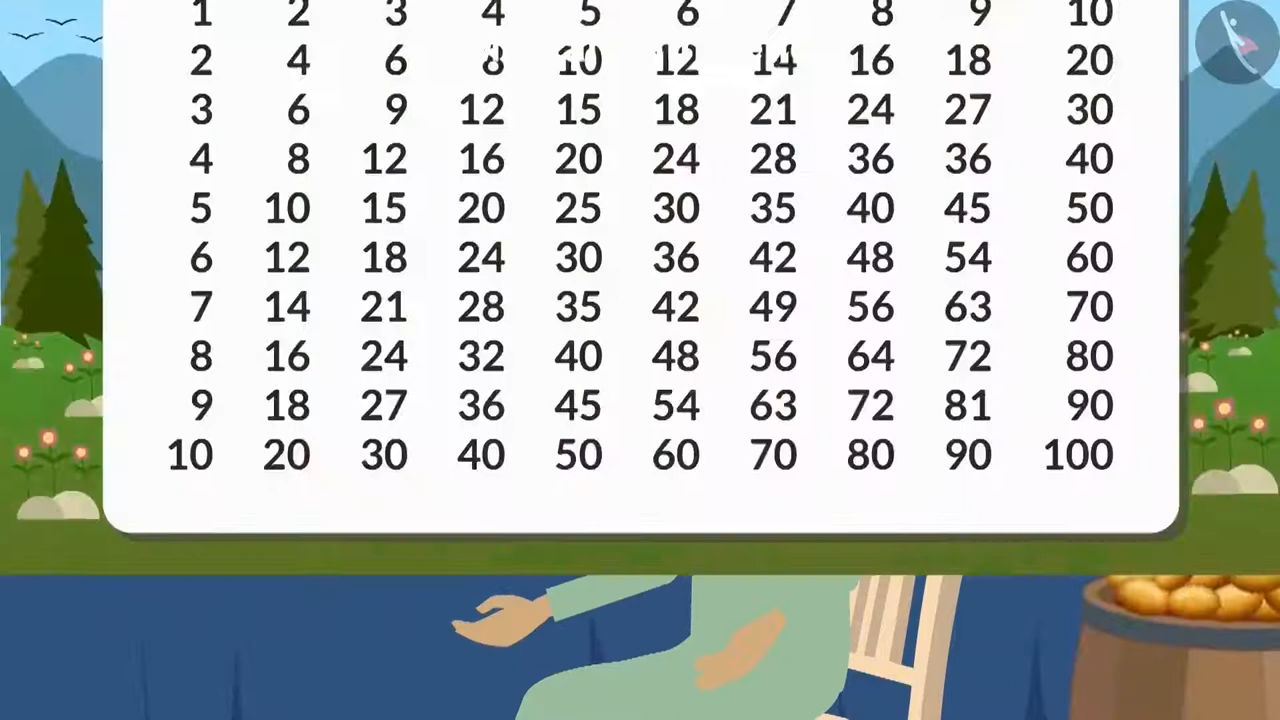 1 2 3 4 5 6 7 8 9 10
2 4 6 8 10 12 14 16 18 20
3 6 9 12 15 18 21 24 27 30
4 8 12 16 20 24 28 36 36 40
5 10 15 20 25 30 35 40 45 50
6 12 18 24 30 36 42 48 54 60
7 14 21 28 35 42 49 56 63 70
8 16 24 32 40 48 56 64 72 80
9 18 27 36 45 54 63 72 81 90
10 20 30 40 50 60 70 80 90 100